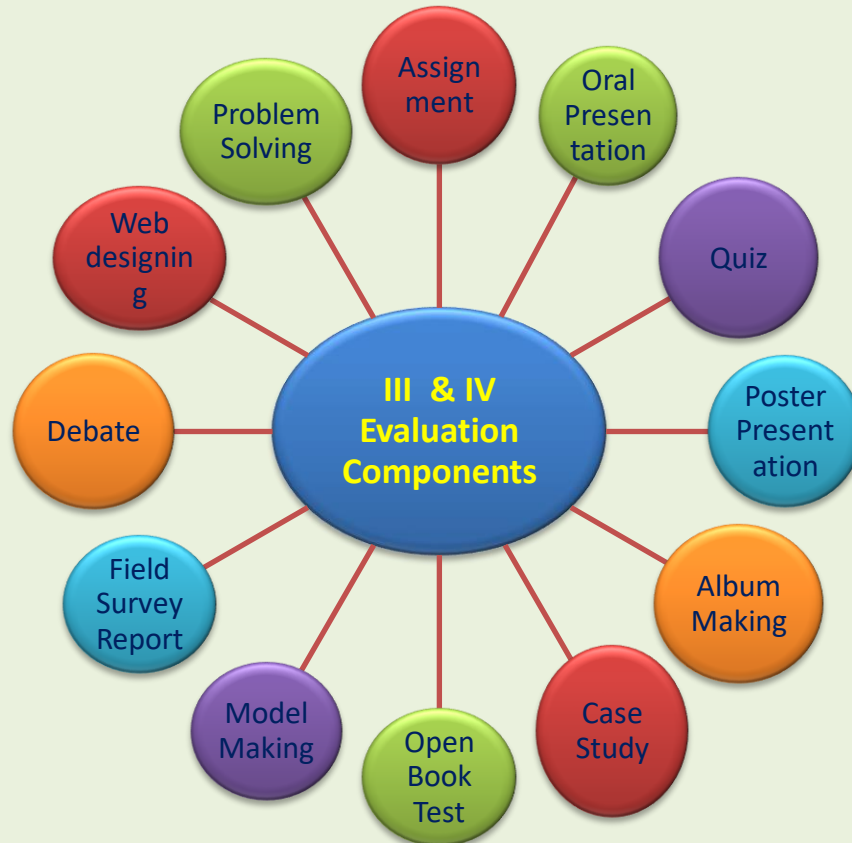 Assign
ment
Oral
Presen
tation
Quiz
Poster
Present
ation
Album
Making
Case
Study
Open
Book
Test
Model
Making
Field
Survey
Report
Debate
Web
designin
g
Problem
Solving
III & IV
Evaluation
Components